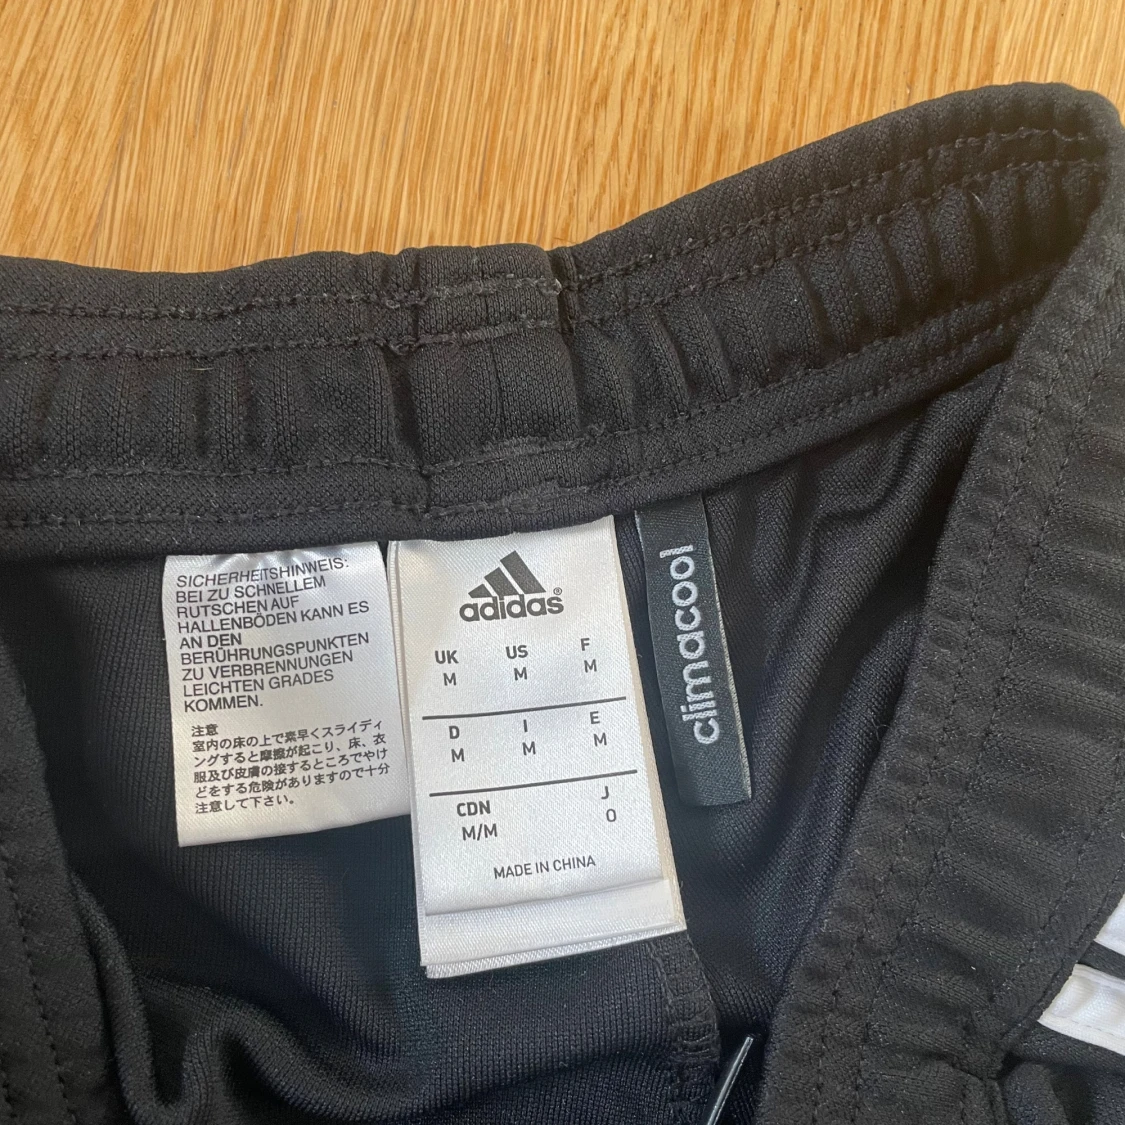 SICHERHEITSHINWEIS:
BEI ZU SCHNELLEM
RUTSCHEN AUF
HALLENBÖDEN KANN ES
AN DEN
BERÜHRUNGSPUNKTEN
ZU VERBRENNUNGEN
LEICHTEN GRADES
KOMMEN.
注意
室内の床の上で素早くスライディ
ングすると摩擦が起こり、床、衣
服及び皮膚の接するところでやけ
どをする危険がありますので十分
注意して下さい。
adidas®
UK US F
M M M
D I E
M M M
CDN J
M/M O
MADE IN CHINA
climacool